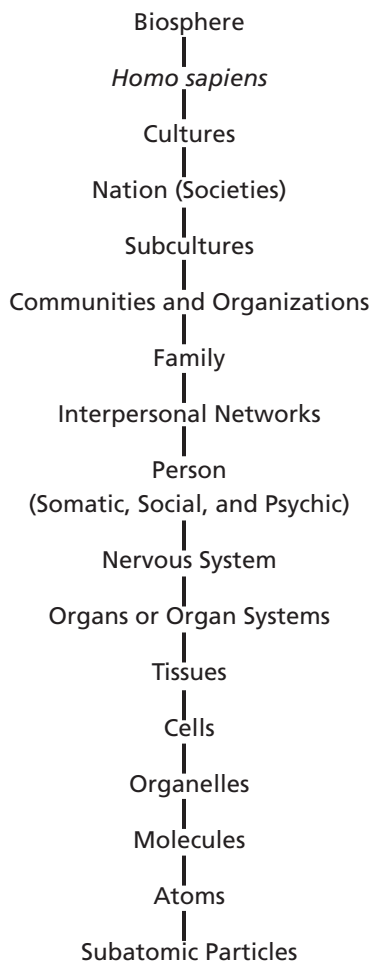 Biosphere
Homo sapiens
Cultures
Nation (Societies)
Subcultures
Communities and Organizations
Family
Interpersonal Networks
Person
(Somatic, Social, and Psychic)
Nervous System
Organs or Organ Systems
Tissues
Cells
Organelles
Molecules
Atoms
Subatomic Particles